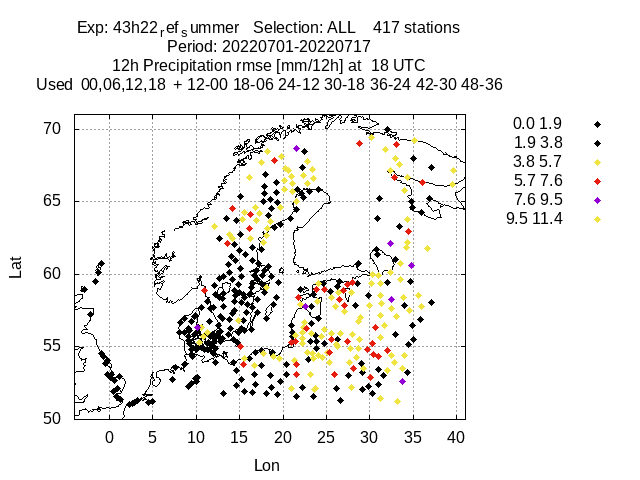 Exp: 43h22refsummer Selection: ALL 417 stations
Period: 20220701-20220717
12h Precipitation rmse [mm/12h] at 18 UTC
Used 00,06,12,18 + 12-00 18-06 24-12 30-18 36-24 42-30 48-36
70
65
60
55
50
Lat
0 5 10 15 20 25 30 35 40
Lon
0.0 1.9
1.9 3.8
3.8 5.7
5.7 7.6
7.6 9.5
9.5 11.4